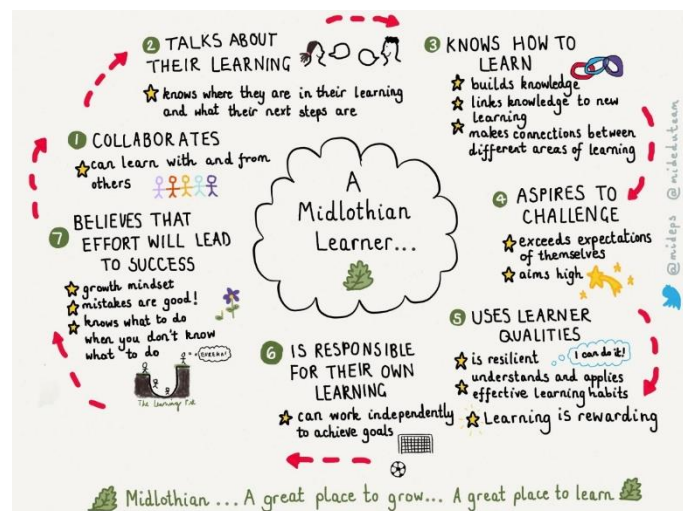 A
Midlothian
Learner...
1 COLLABORATES
can learn with and from
others
2 TALKS ABOUT
THEIR LEARNING
knows where they are in their learning
and what their next steps are
3 KNOWS HOW TO
LEARN
builds knowledge
links knowledge to new
learning
makes connections between
different areas of learning
4 ASPIRES TO
CHALLENGE
exceeds expectations
of themselves
aims high
5 USES LEARNER
QUALITIES
is resilient
I can do it!
understands and applies
effective learning habits
Learning is rewarding
6 IS RESPONSIBLE
FOR THEIR OWN
LEARNING
can work independently
to achieve goals
7 BELIEVES THAT
EFFORT WILL LEAD
TO SUCCESS
growth mindset
mistakes are good!
knows what to do
when you don't know
what to do
The Learning Pit
@mideps @mideduteam
Midlothian ... A great place to grow... A great place to learn